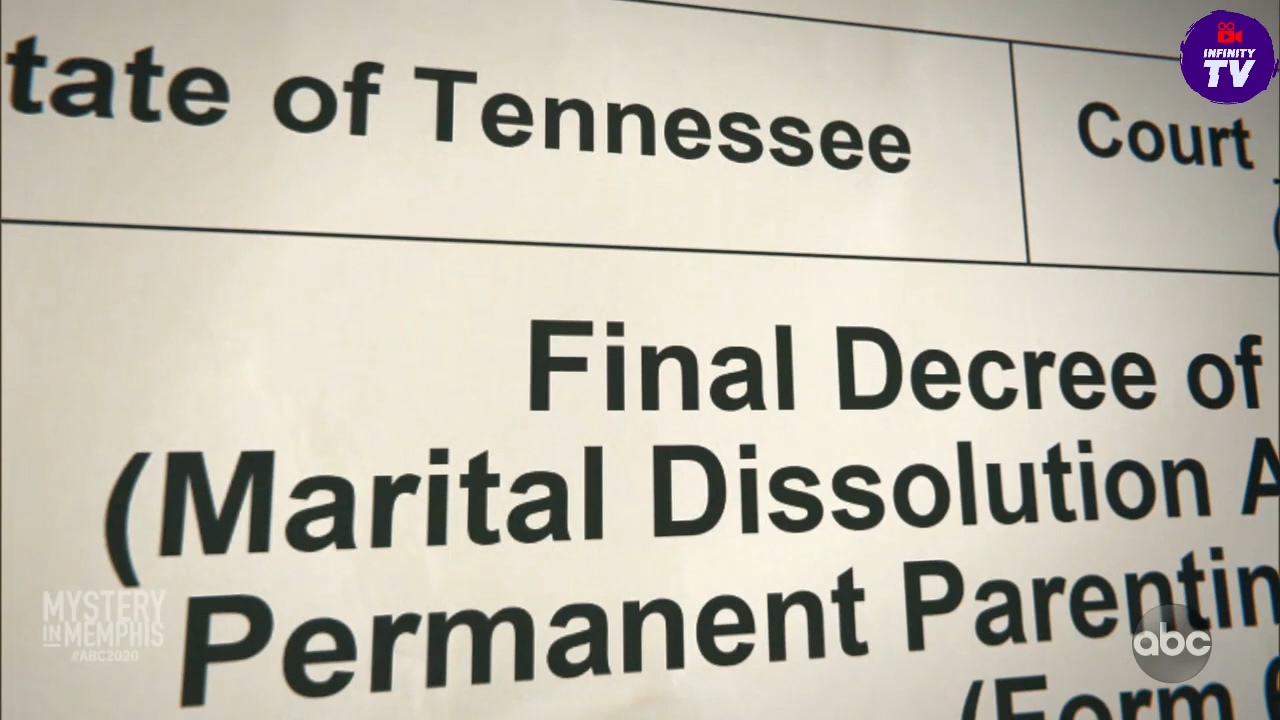 INFINITY
TV
tate of Tennessee
Court
Final Decree of
(Marital Dissolution A
Permanent Parentin
(Form
MYSTERY
IN MEMPHIS
#ABC2020
abc